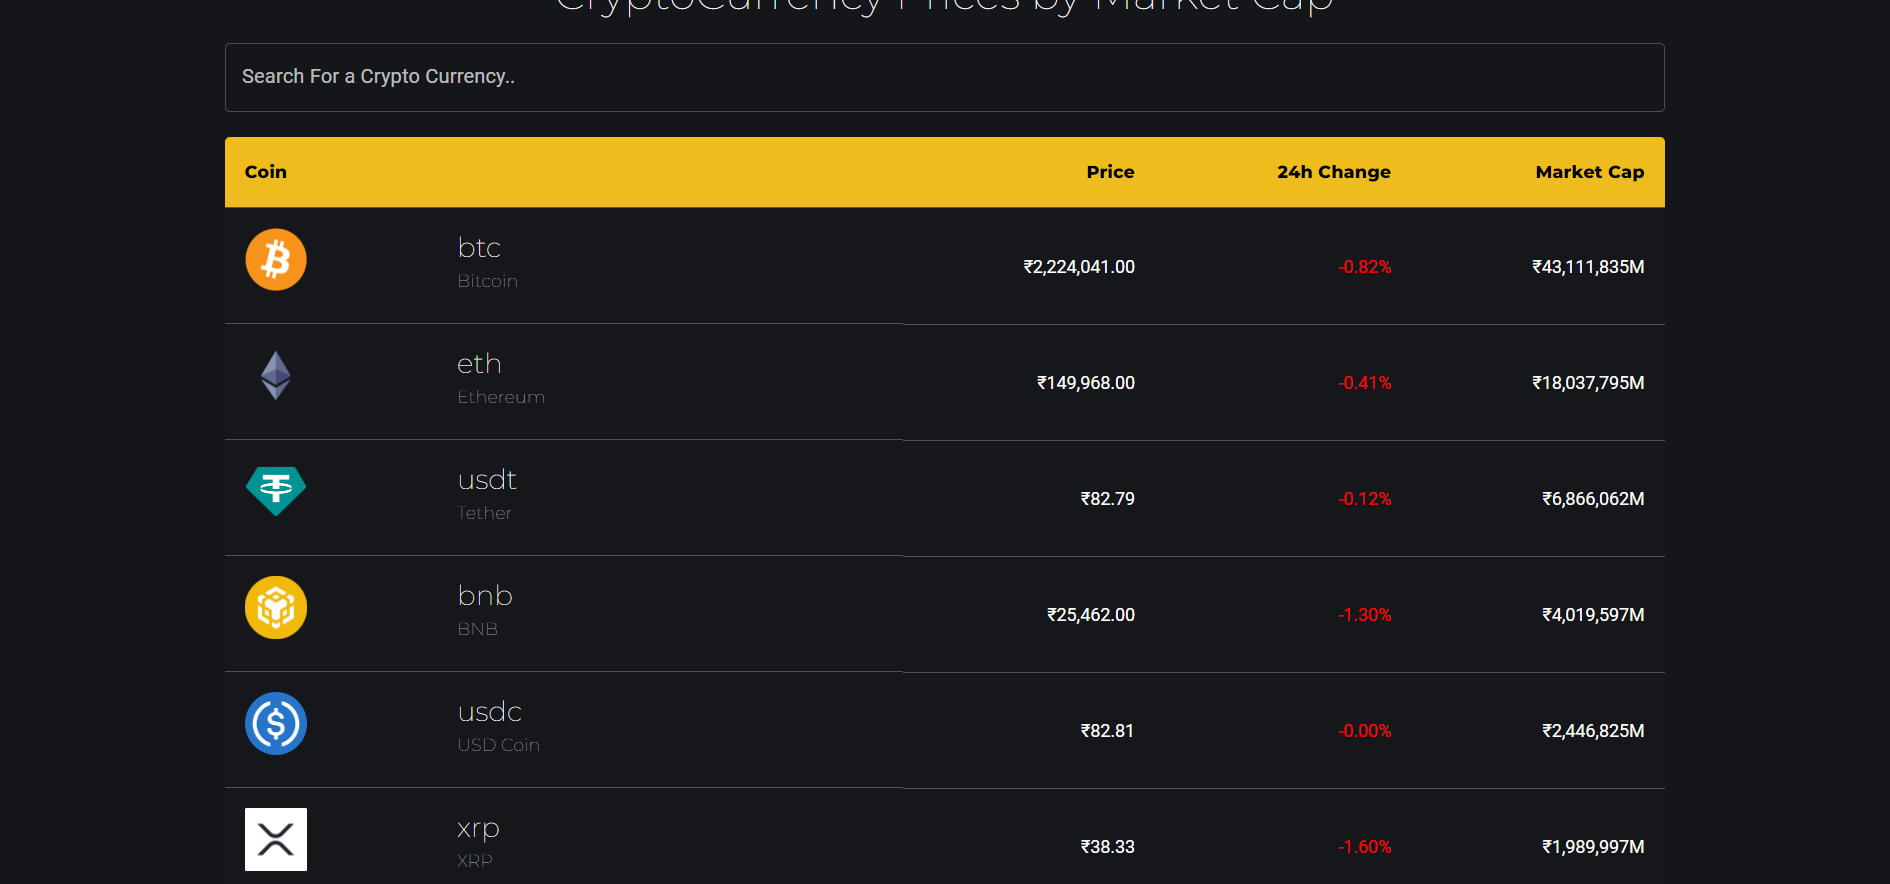 CryptoCurrency Prices by Market Cap
Search For a Crypto Currency..
Coin Price 24h Change Market Cap
btc
Bitcoin
₹2,224,041.00 -0.82% ₹43,111,835M
eth
Ethereum
₹149,968.00 -0.41% ₹18,037,795M
usdt
Tether
₹82.79 -0.12% ₹6,866,062M
bnb
BNB
₹25,462.00 -1.30% ₹4,019,597M
usdc
USD Coin
₹82.81 -0.00% ₹2,446,825M
xrp
XRP
₹38.33 -1.60% ₹1,989,997M